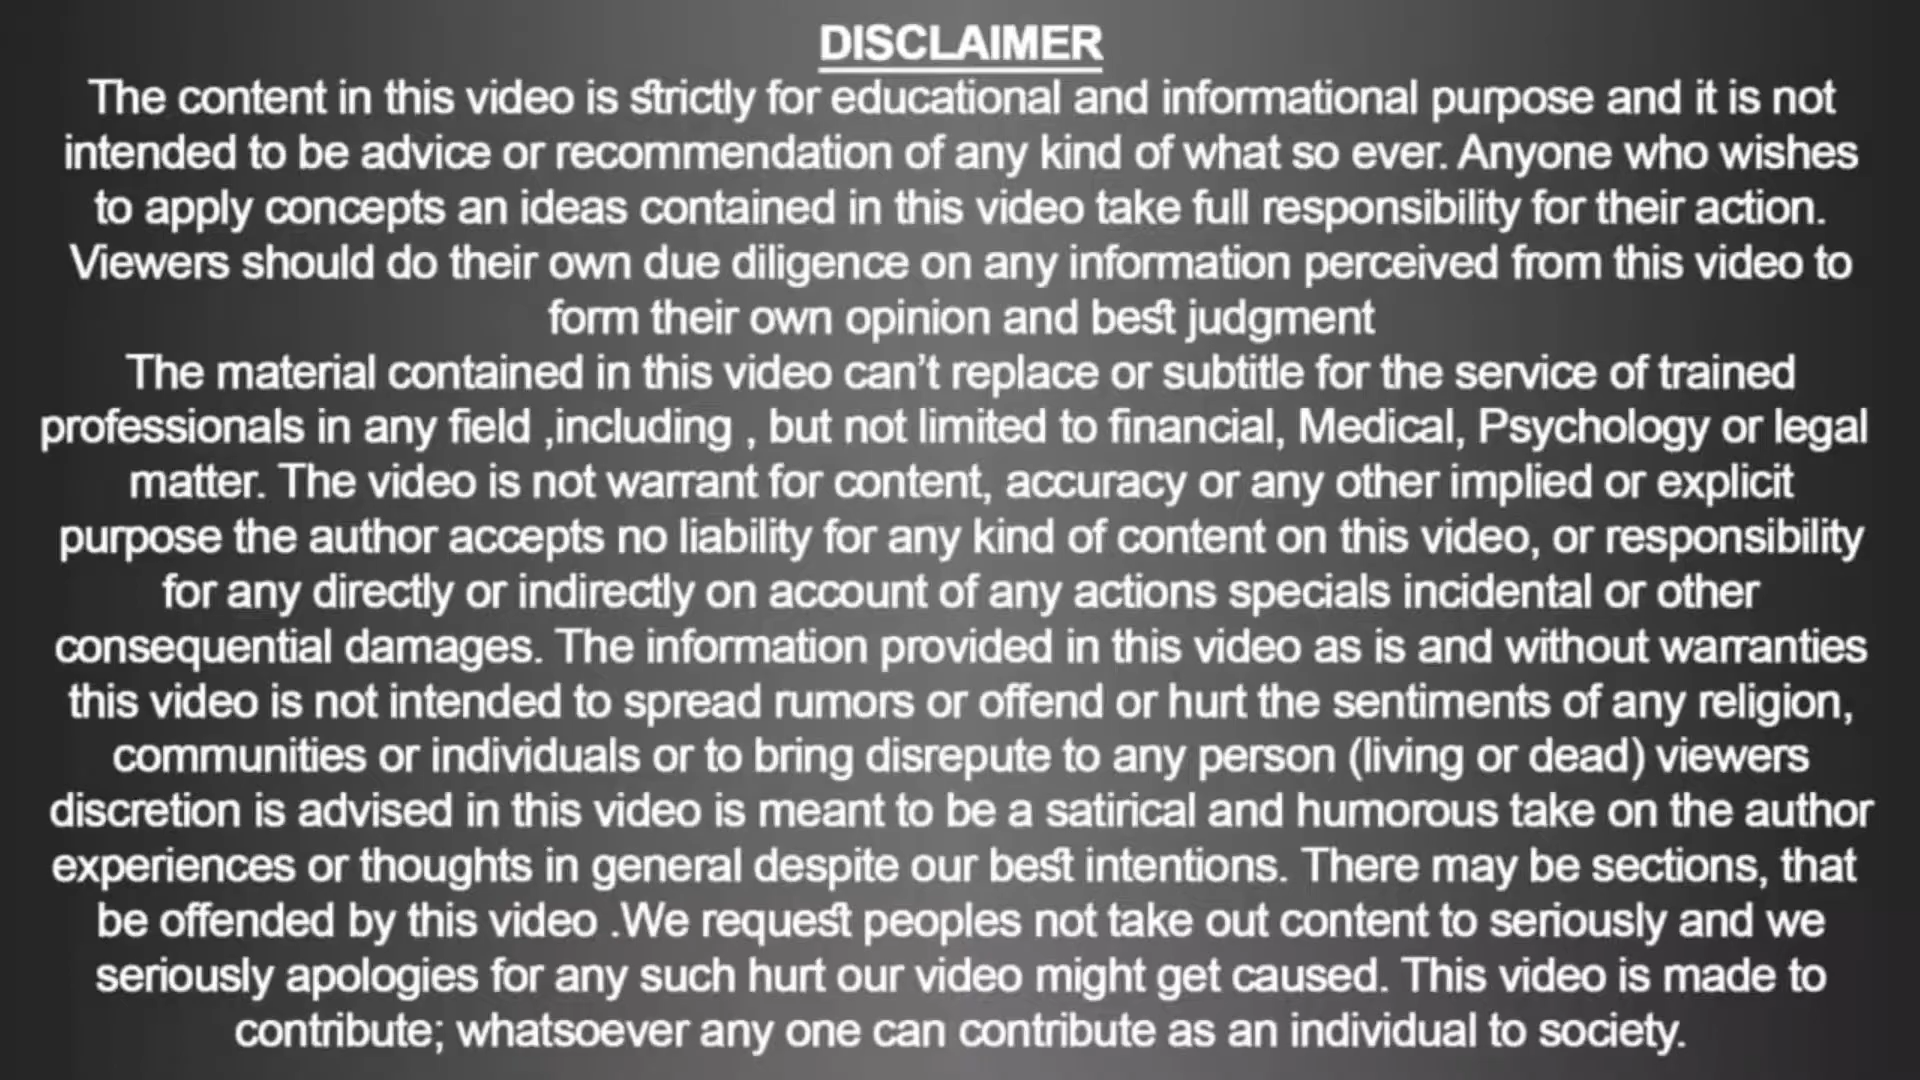 DISCLAIMER
The content in this video is strictly for educational and informational purpose and it is not
intended to be advice or recommendation of any kind of what so ever. Anyone who wishes
to apply concepts an ideas contained in this video take full responsibility for their action.
Viewers should do their own due diligence on any information perceived from this video to
form their own opinion and best judgment
The material contained in this video can't replace or subtitle for the service of trained
professionals in any field ,including , but not limited to financial, Medical, Psychology or legal
matter. The video is not warrant for content, accuracy or any other implied or explicit
purpose the author accepts no liability for any kind of content on this video, or responsibility
for any directly or indirectly on account of any actions specials incidental or other
consequential damages. The information provided in this video as is and without warranties
this video is not intended to spread rumors or offend or hurt the sentiments of any religion,
communities or individuals or to bring disrepute to any person (living or dead) viewers
discretion is advised in this video is meant to be a satirical and humorous take on the author
experiences or thoughts in general despite our best intentions. There may be sections, that
be offended by this video .We request peoples not take out content to seriously and we
seriously apologies for any such hurt our video might get caused. This video is made to
contribute; whatsoever any one can contribute as an individual to society.